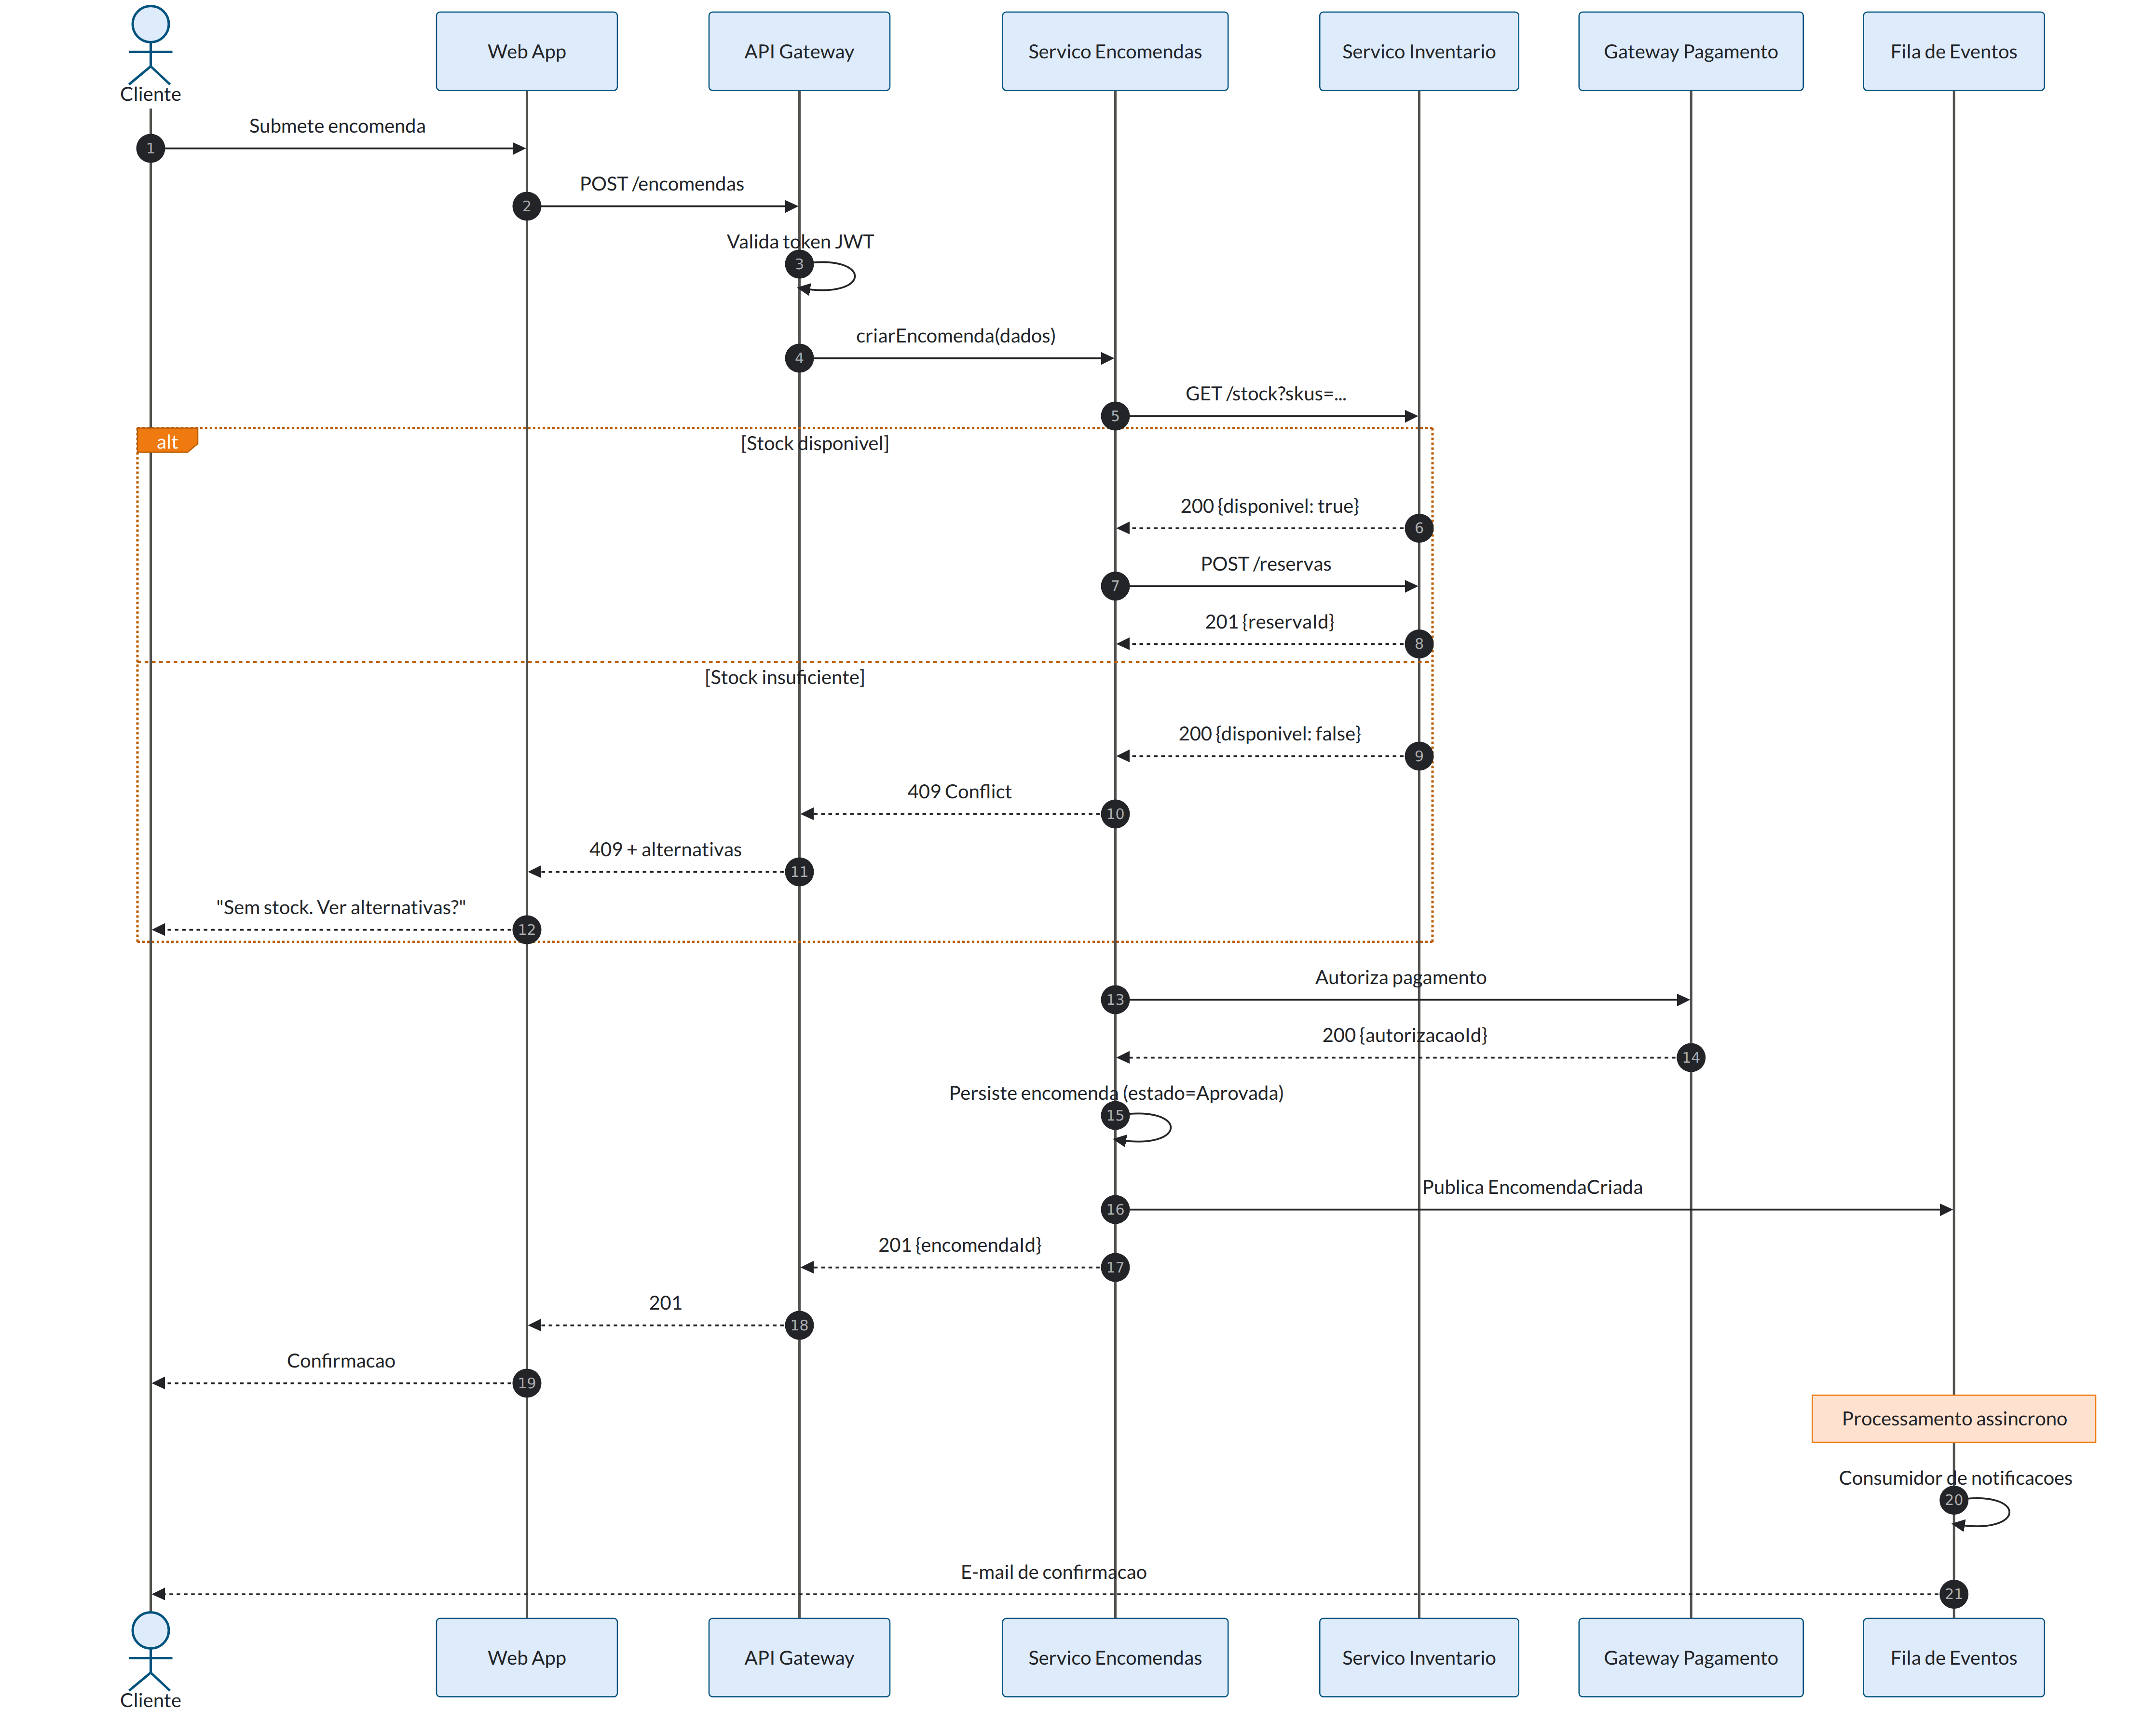 Cliente
Web App
API Gateway
Servico Encomendas
Servico Inventario
Gateway Pagamento
Fila de Eventos
Submete encomenda
1
POST /encomendas
2
Valida token JWT
3
criarEncomenda(dados)
4
GET /stock?skus=...
5
alt
[Stock disponivel]
200 {disponivel: true}
6
POST /reservas
7
201 {reservaId}
8
[Stock insuficiente]
200 {disponivel: false}
9
409 Conflict
10
409 + alternativas
11
"Sem stock. Ver alternativas?"
12
Autoriza pagamento
13
200 {autorizacaoId}
14
Persiste encomenda (estado=Aprovada)
15
Publica EncomendaCriada
16
201 {encomendaId}
17
201
18
Confirmacao
19
Processamento assincrono
Consumidor de notificacoes
20
E-mail de confirmacao
21
Cliente
Web App
API Gateway
Servico Encomendas
Servico Inventario
Gateway Pagamento
Fila de Eventos